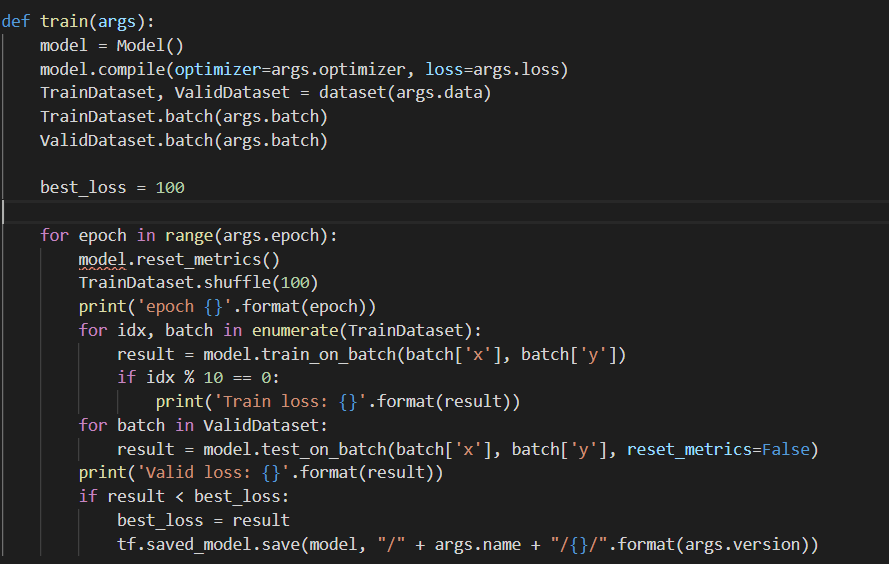 def train(args):
    model = Model()
    model.compile(optimizer=args.optimizer, loss=args.loss)
    TrainDataset, ValidDataset = dataset(args.data)
    TrainDataset.batch(args.batch)
    ValidDataset.batch(args.batch)

    best_loss = 100

    for epoch in range(args.epoch):
        model.reset_metrics()
        TrainDataset.shuffle(100)
        print('epoch {}'.format(epoch))
        for idx, batch in enumerate(TrainDataset):
            result = model.train_on_batch(batch['x'], batch['y'])
            if idx % 10 == 0:
                print('Train loss: {}'.format(result))
        for batch in ValidDataset:
            result = model.test_on_batch(batch['x'], batch['y'], reset_metrics=False)
        print('Valid loss: {}'.format(result))
        if result < best_loss:
            best_loss = result
            tf.saved_model.save(model, "/" + args.name + "/{}/".format(args.version))